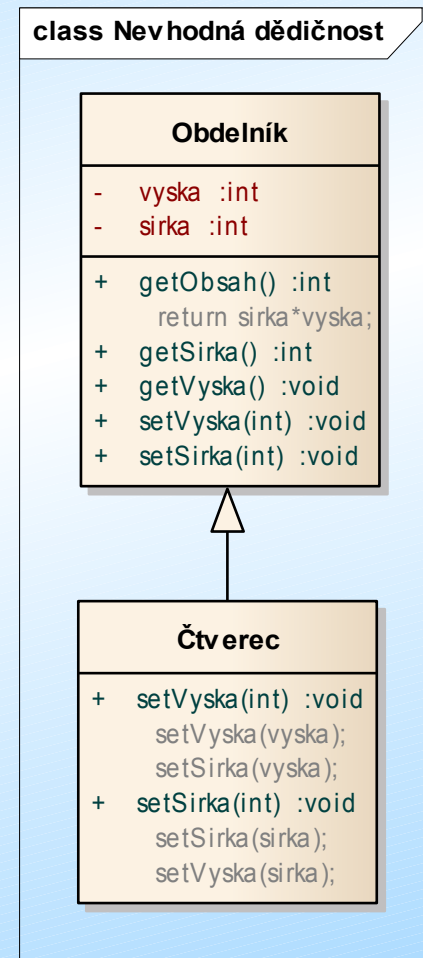 class Nevhodná dědičnost
Obdelník
- vyska :int
- sirka :int
+ getObsah() :int
return sirka*vyska;
+ getSirka() :int
+ getVyska() :void
+ setVyska(int) :void
+ setSirka(int) :void
Čtverec
+ setVyska(int) :void
setVyska(vyska);
setSirka(vyska);
+ setSirka(int) :void
setSirka(sirka);
setVyska(sirka);